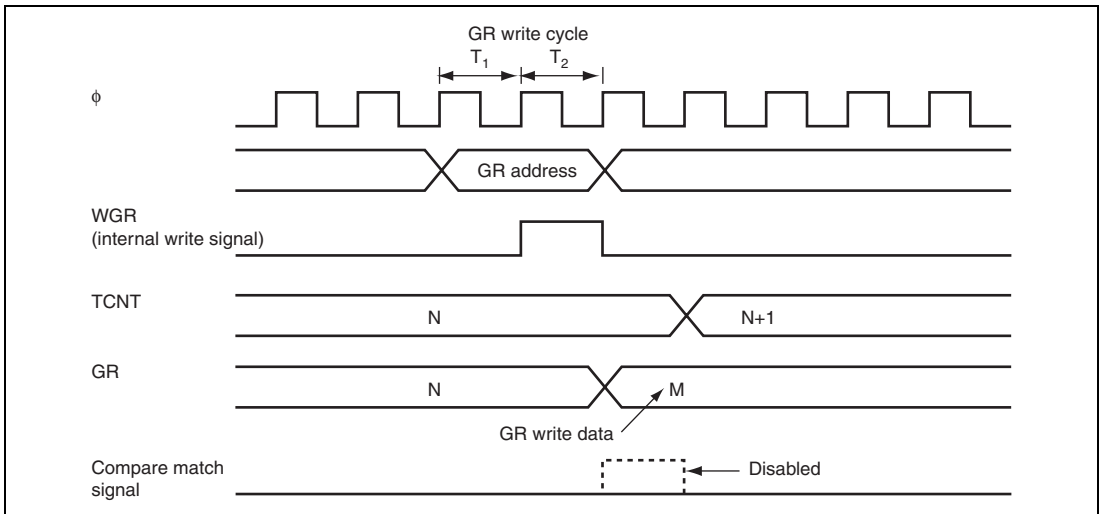 GR write cycle
T1 T2
ϕ
GR address
WGR
(internal write signal)
TCNT
N N+1
GR
N M
GR write data
Compare match
signal
Disabled